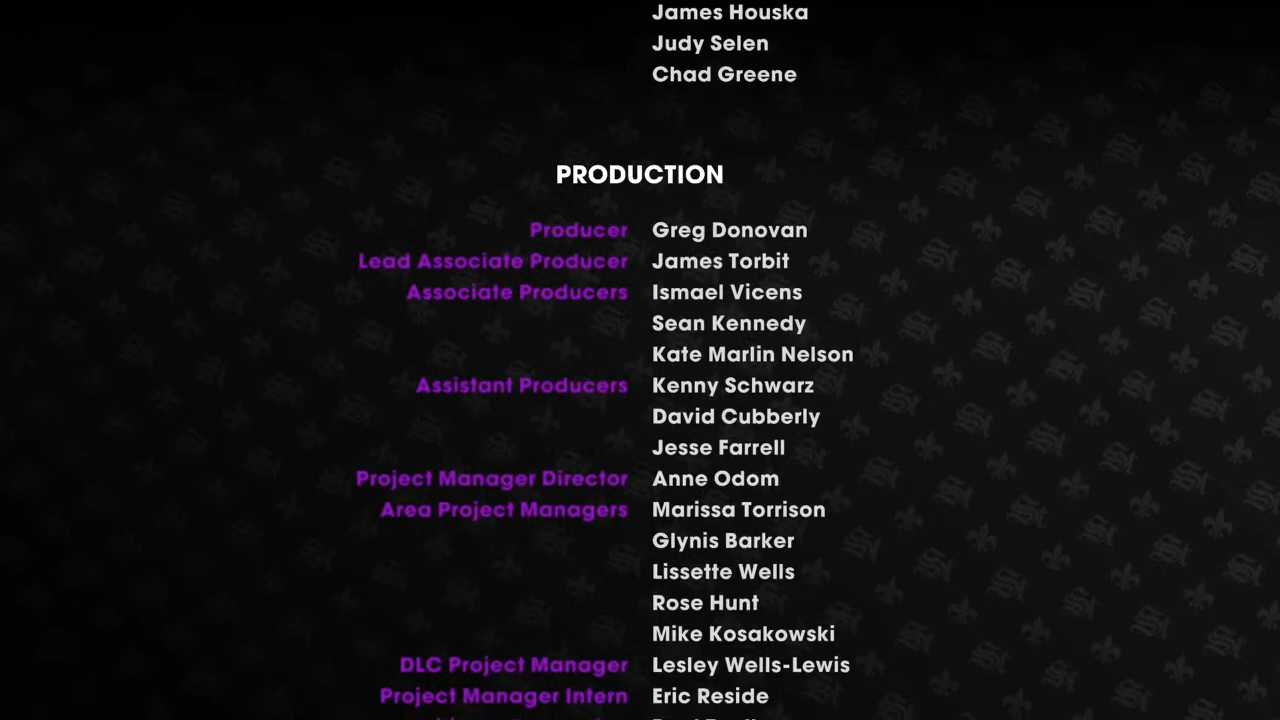 James Houska
Judy Selen
Chad Greene
PRODUCTION
Producer Greg Donovan
Lead Associate Producer James Torbit
Associate Producers Ismael Vicens
Sean Kennedy
Kate Marlin Nelson
Assistant Producers Kenny Schwarz
David Cubberly
Jesse Farrell
Project Manager Director Anne Odom
Area Project Managers Marissa Torrison
Glynis Barker
Lissette Wells
Rose Hunt
Mike Kosakowski
DLC Project Manager Lesley Wells-Lewis
Project Manager Intern Eric Reside